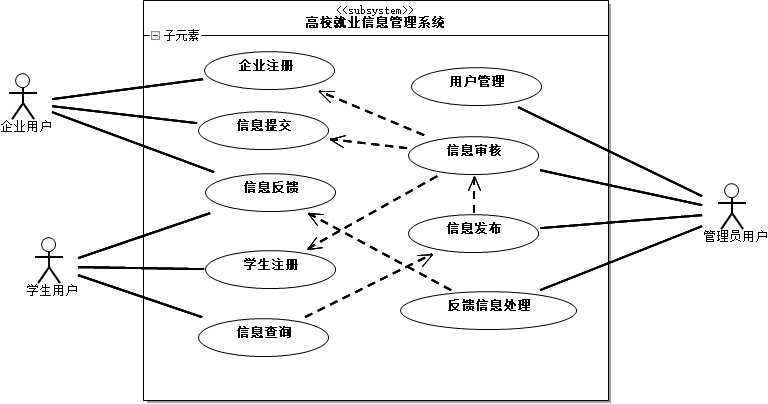 <<subsystem>>
高校就业信息管理系统
子元素
企业注册
用户管理
企业用户
信息提交
信息审核
信息反馈
信息发布
管理员用户
学生用户
学生注册
反馈信息处理
信息查询